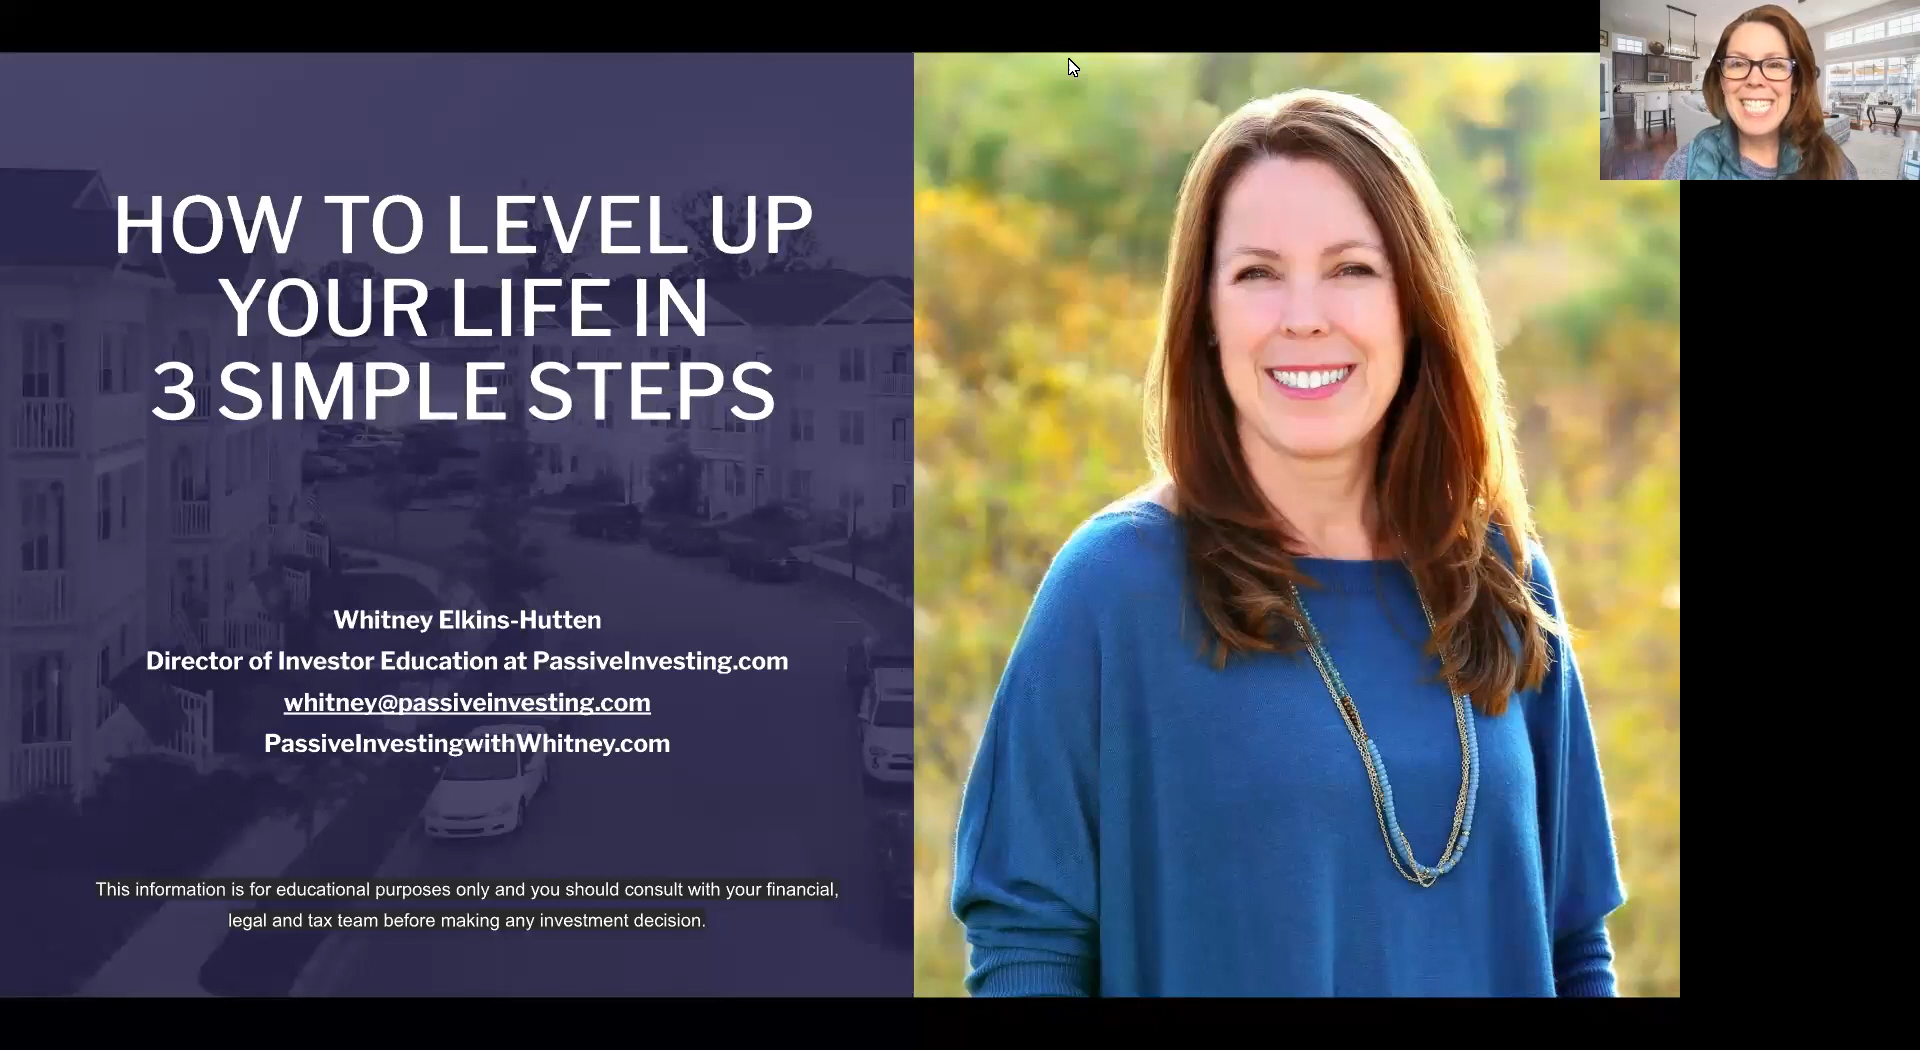 HOW TO LEVEL UP
YOUR LIFE IN
3 SIMPLE STEPS
Whitney Elkins-Hutten
Director of Investor Education at PassiveInvesting.com
whitney@passiveinvesting.com
PassiveInvestingwithWhitney.com
This information is for educational purposes only and you should consult with your financial,
legal and tax team before making any investment decision.